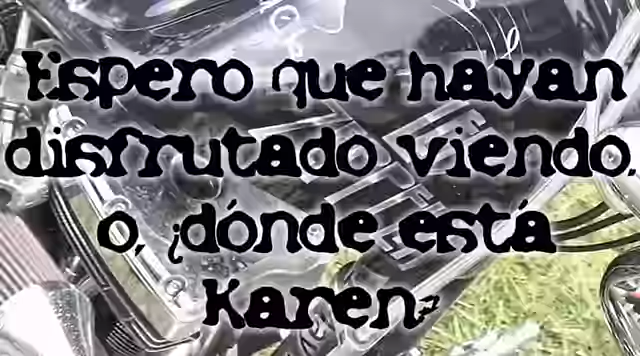 Espero que hayan
disfrutado viendo,
o, ¿dónde está
Karen?